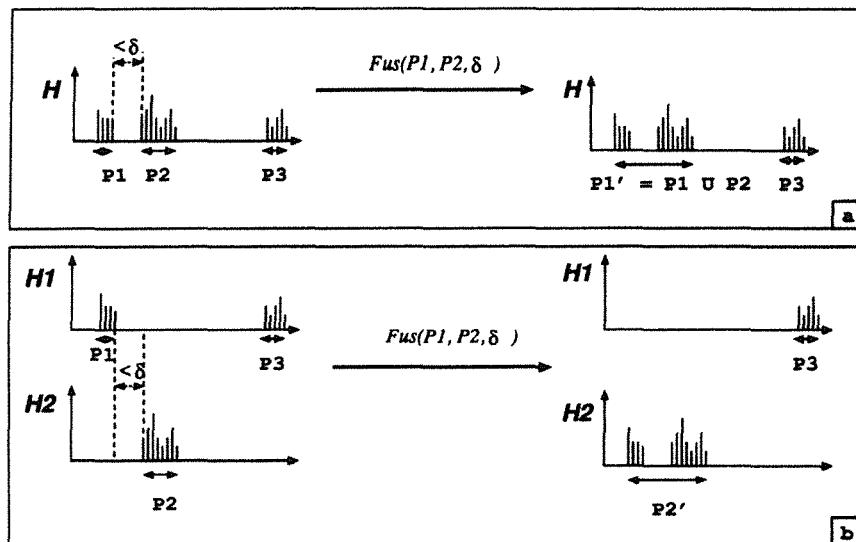 < δ
Fus(P1, P2, δ )
H
H
P1 P2 P3
P1' = P1 U P2 P3
a
H1
H1
Fus(P1, P2, δ )
P1 P3
P3
< δ
H2
H2
P2
P2'
b